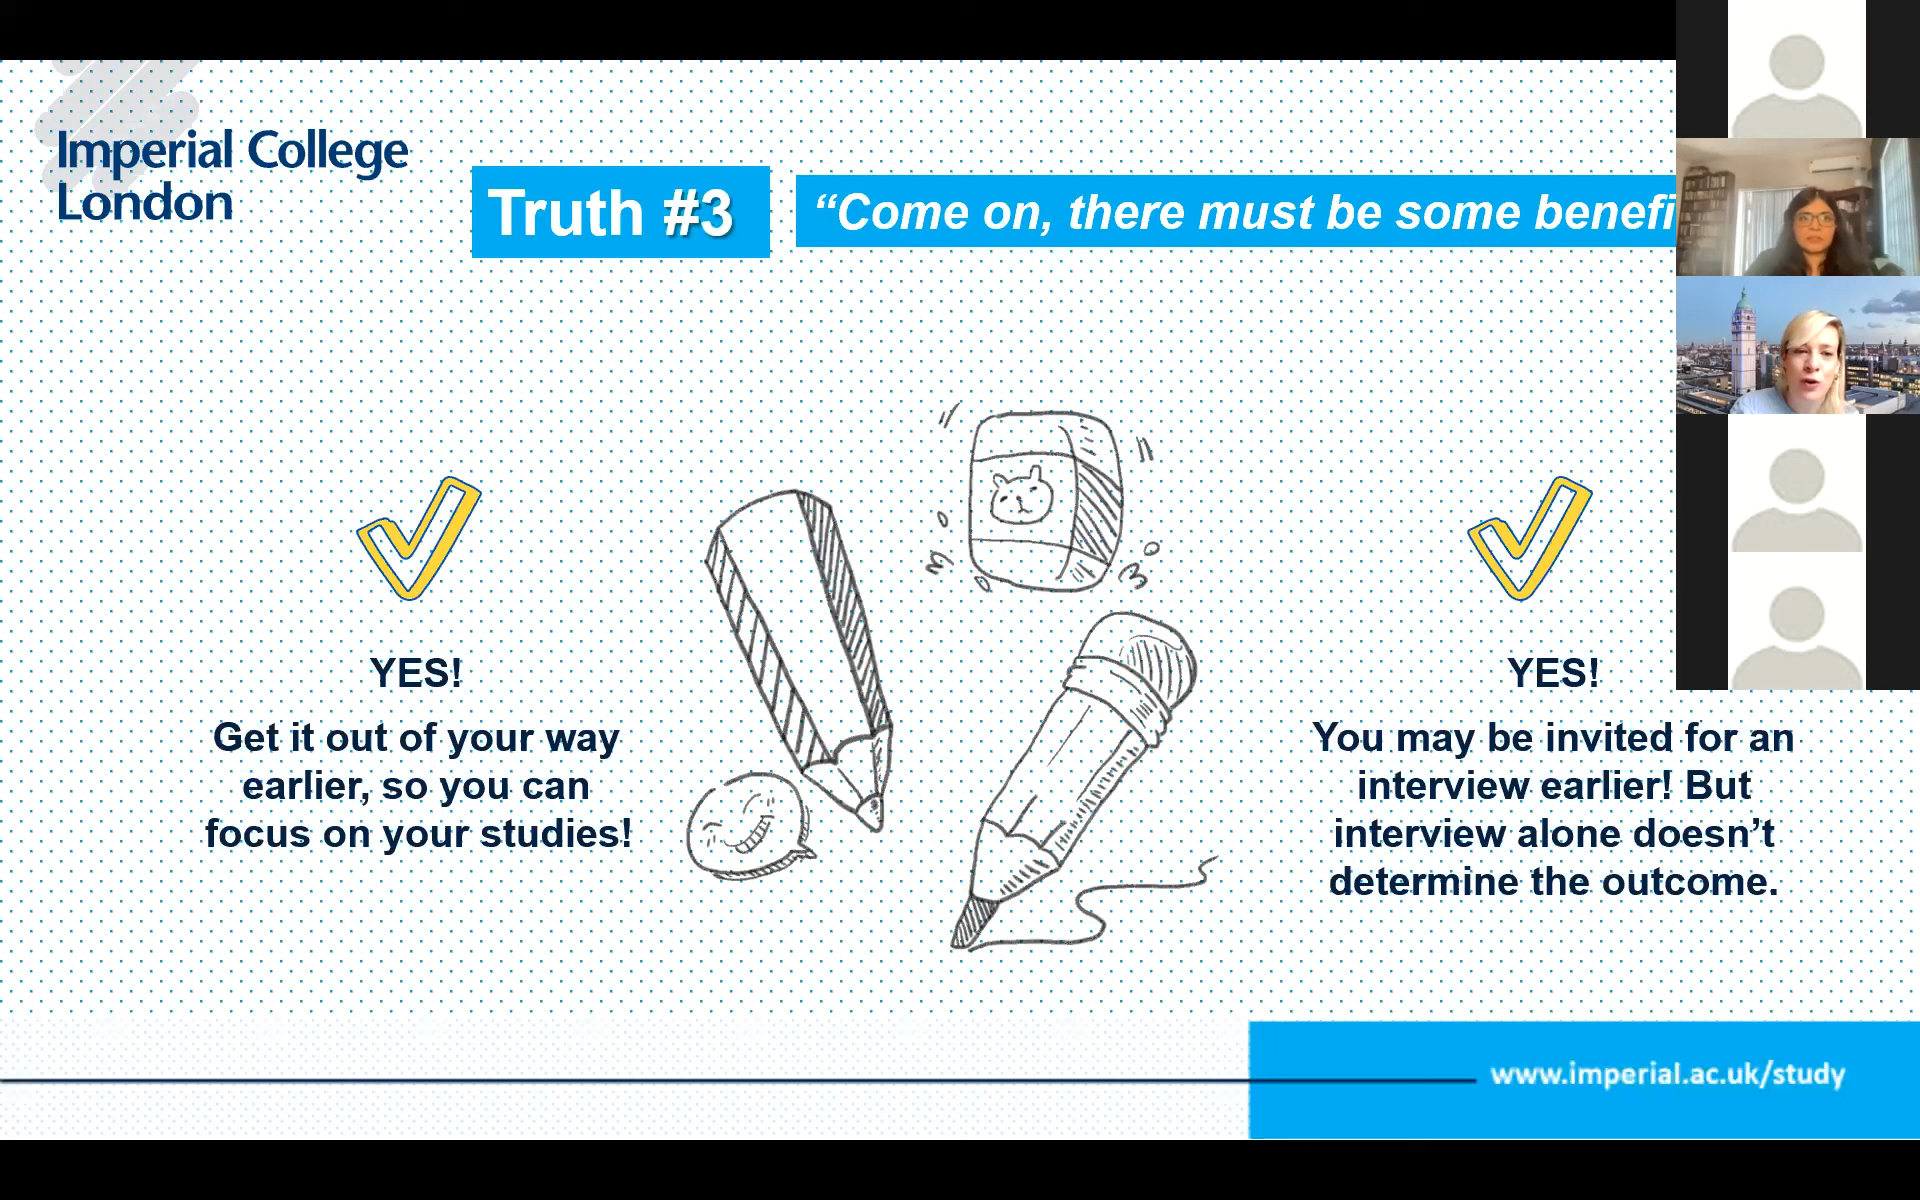 Imperial College
London
Truth #3
“Come on, there must be some benefi
YES!
Get it out of your way
earlier, so you can
focus on your studies!
YES!
You may be invited for an
interview earlier! But
interview alone doesn’t
determine the outcome.
www.imperial.ac.uk/study